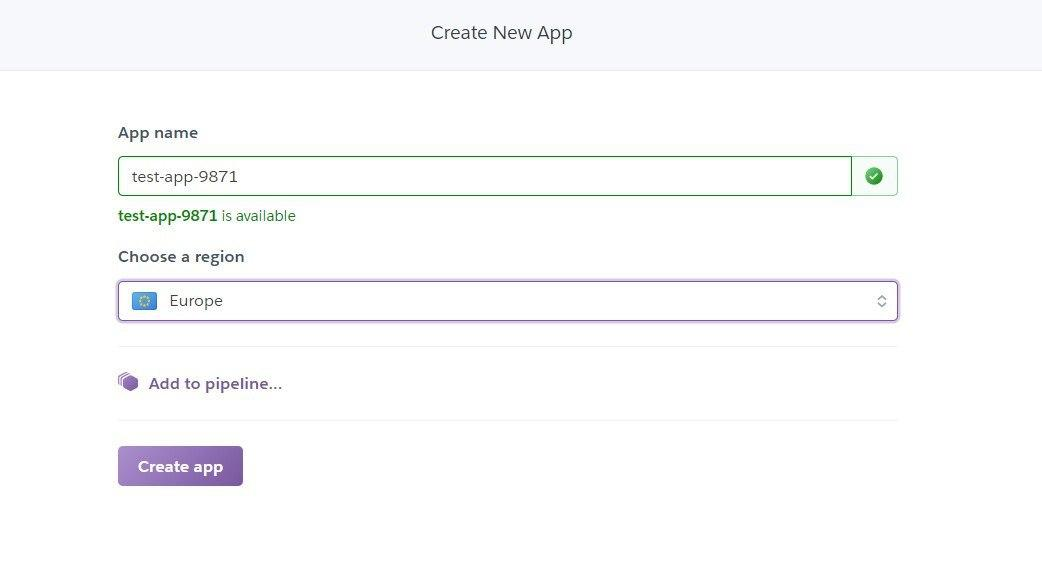 Create New App
App name
test-app-9871
test-app-9871 is available
Choose a region
Europe
Add to pipeline...
Create app